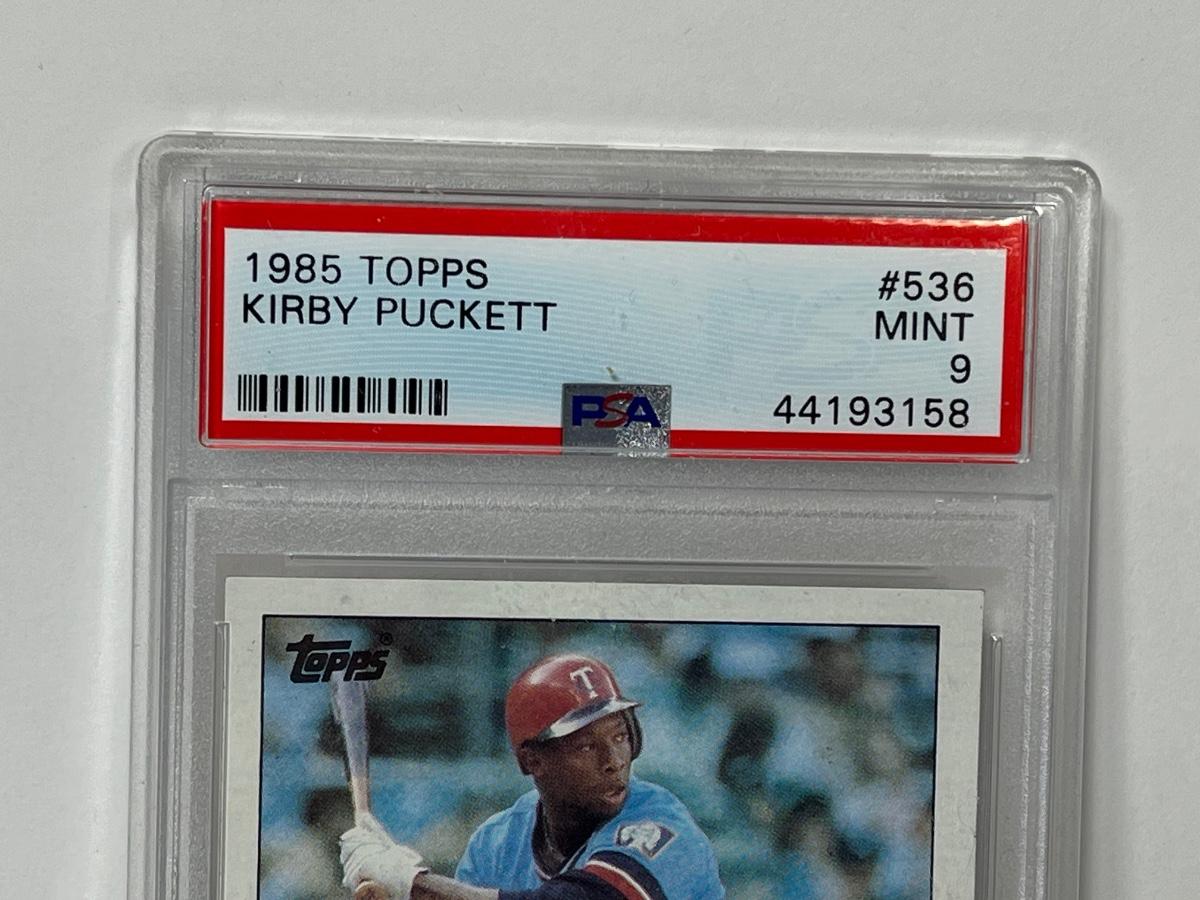 1985 TOPPS
KIRBY PUCKETT
#536
MINT
9
44193158
PSA
Topps®
T